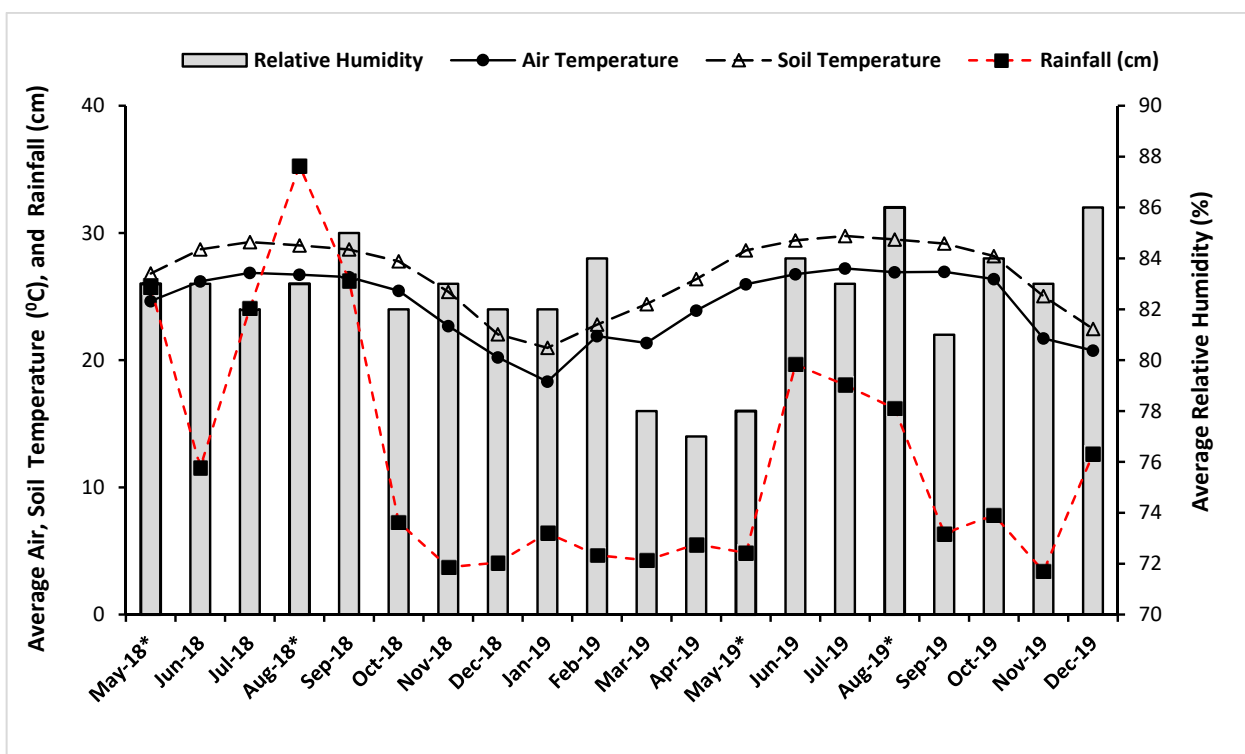 Relative Humidity Air Temperature Soil Temperature Rainfall (cm)
Average Air, Soil Temperature (⁰C), and Rainfall (cm)
40
30
20
10
0
90
88
86
84
82
80
78
76
74
72
70
Average Relative Humidity (%)
May-18*
Jun-18
Jul-18
Aug-18*
Sep-18
Oct-18
Nov-18
Dec-18
Jan-19
Feb-19
Mar-19
Apr-19
May-19*
Jun-19
Jul-19
Aug-19*
Sep-19
Oct-19
Nov-19
Dec-19